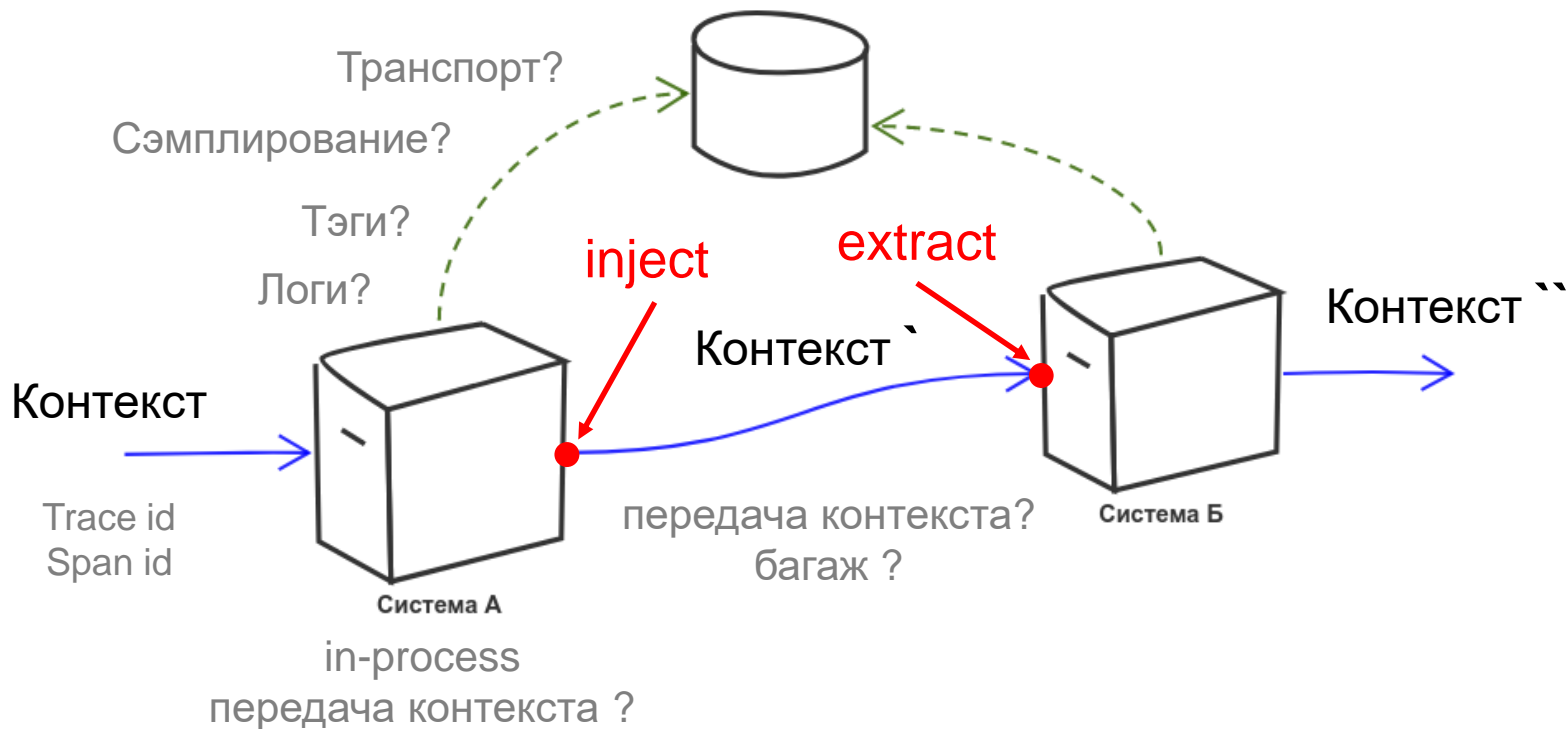 Транспорт?
Сэмплирование?
Тэги?
Логи?
inject
extract
Контекст ``
Контекст `
Контекст
Trace id
Span id
передача контекста?
багаж ?
Система Б
Система А
in-process
передача контекста ?